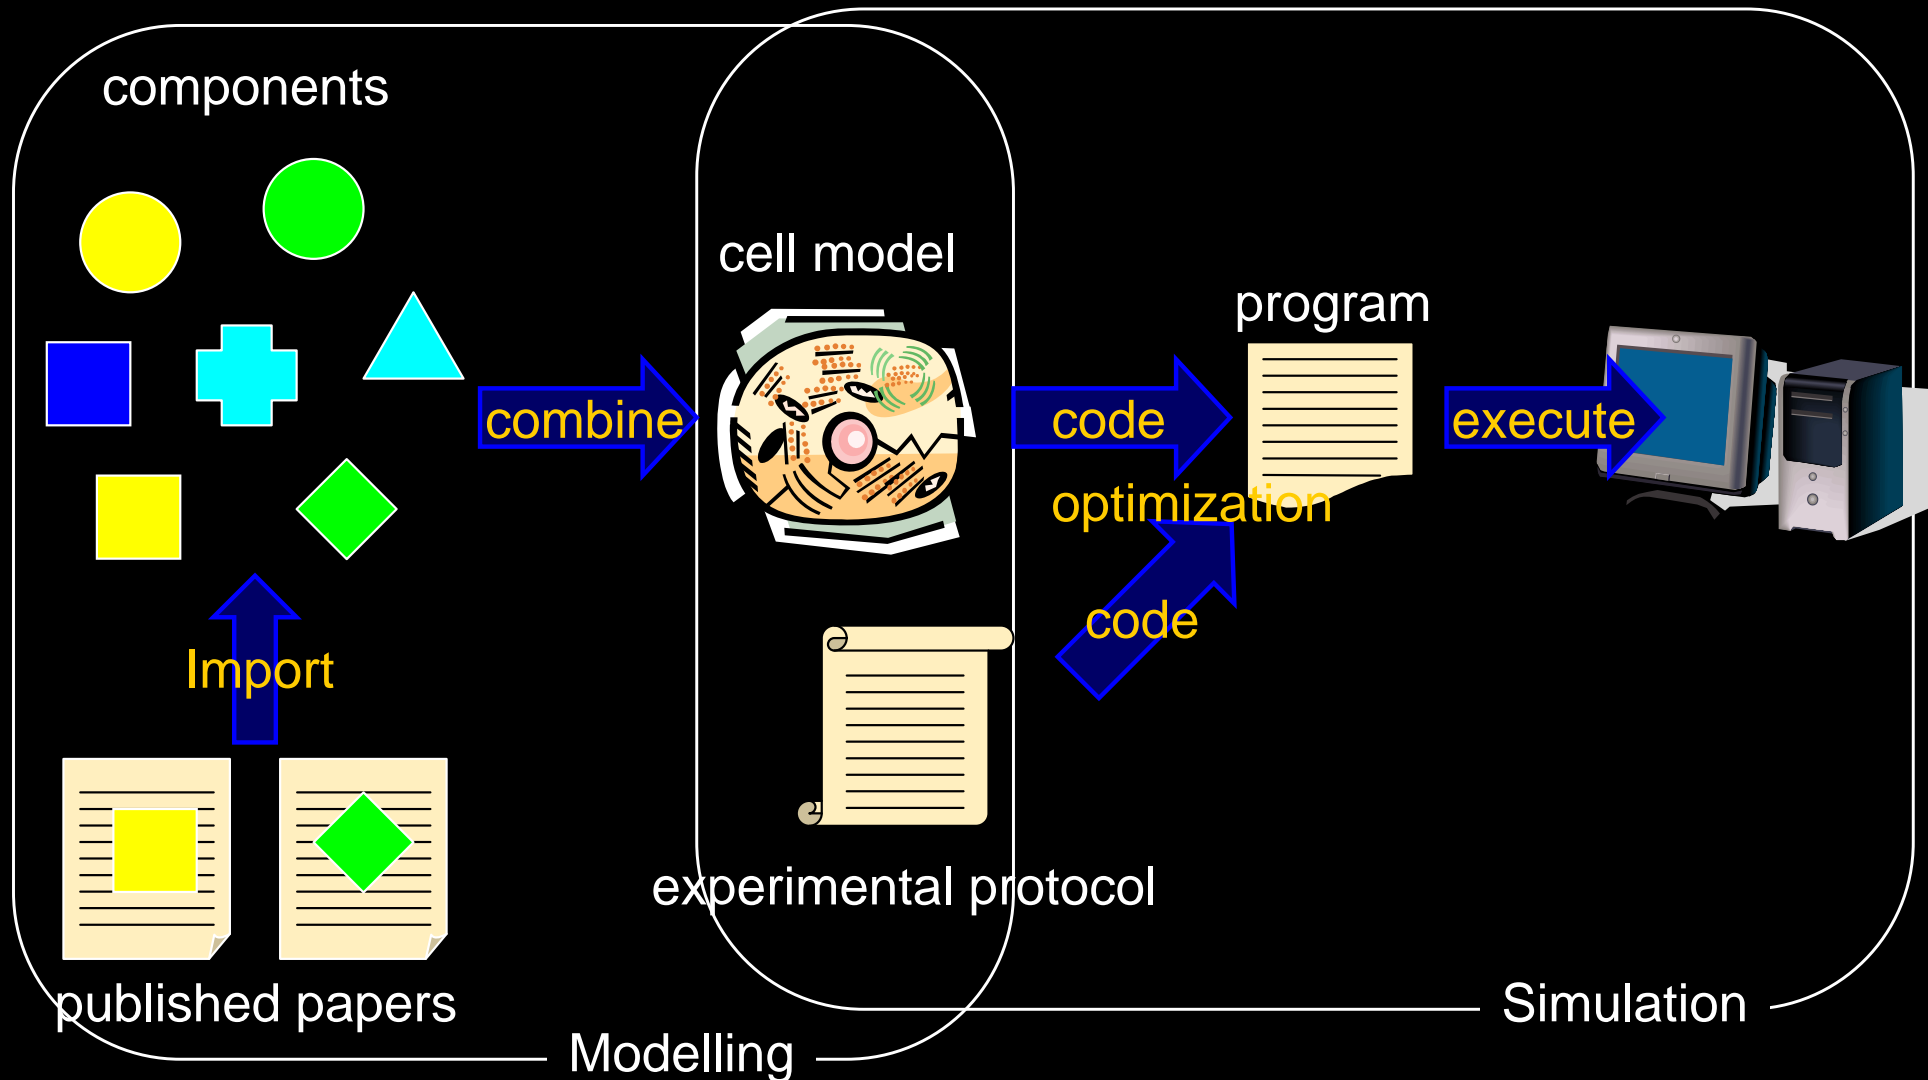 components
cell model
program
combine
code
execute
optimization
code
Import
experimental protocol
published papers
Simulation
Modelling